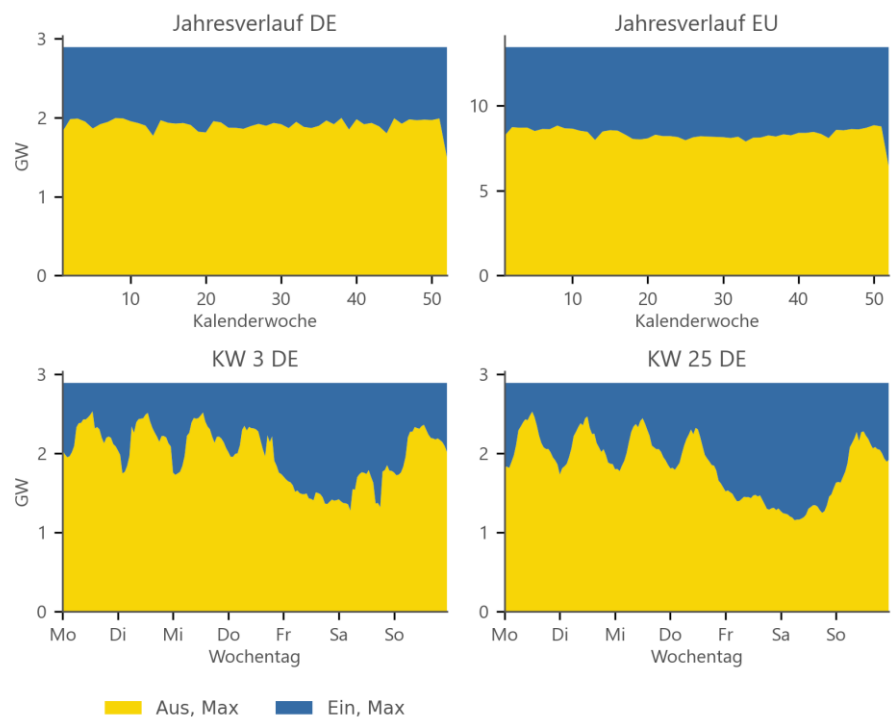 Jahresverlauf DE
3
2
1
0
GW
10 20 30 40 50
Kalenderwoche
Jahresverlauf EU
10
5
0
10 20 30 40 50
Kalenderwoche
KW 3 DE
3
2
1
0
GW
Mo Di Mi Do Fr Sa So
Wochentag
KW 25 DE
3
2
1
0
Mo Di Mi Do Fr Sa So
Wochentag
Aus, Max Ein, Max